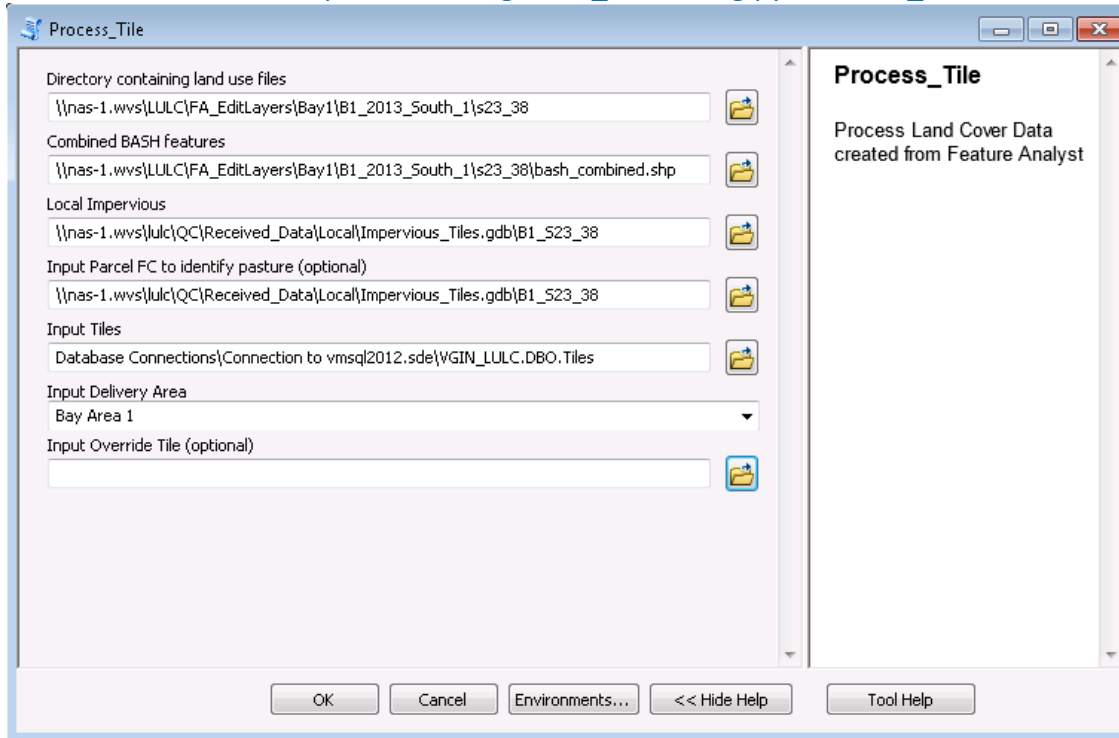 Process_Tile
Directory containing land use files
\\nas-1.wvs\LULC\FA_EditLayers\Bay1\B1_2013_South_1\s23_38
Combined BASH features
\\nas-1.wvs\LULC\FA_EditLayers\Bay1\B1_2013_South_1\s23_38\bash_combined.shp
Local Impervious
\\nas-1.wvs\lulc\QC\Received_Data\Local\Impervious_Tiles.gdb\B1_S23_38
Input Parcel FC to identify pasture (optional)
\\nas-1.wvs\lulc\QC\Received_Data\Local\Impervious_Tiles.gdb\B1_S23_38
Input Tiles
Database Connections\Connection to vmsql2012.sde\VGIN_LULC.DBO.Tiles
Input Delivery Area
Bay Area 1
Input Override Tile (optional)
Process_Tile
Process Land Cover Data
created from Feature Analyst
OK
Cancel
Environments...
<< Hide Help
Tool Help